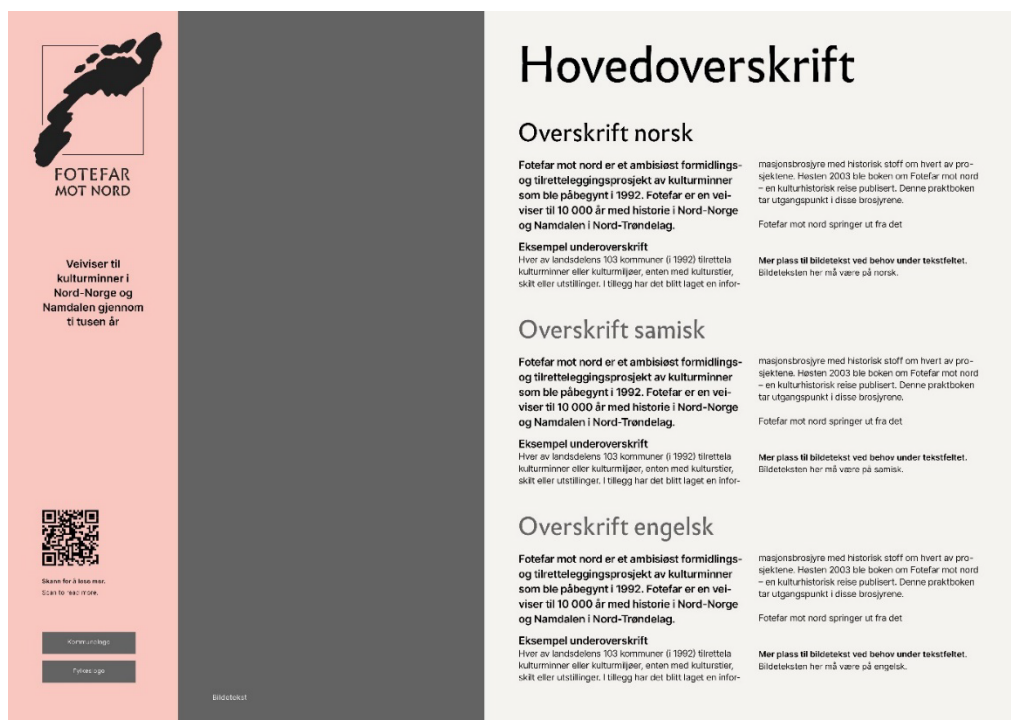 FOTEFAR
MOT NORD
Veiviser til
kulturminner i
Nord-Norge og
Namdalen gjennom
ti tusen år
Skann for å lese mer.
Scan to read more.
Kommunelogo
Fylkeslogo
Bildetekst
Hovedoverskrift
Overskrift norsk
Fotefar mot nord er et ambisiøst formidlings-
og tilretteleggingsprosjekt av kulturminner
som ble påbegynt i 1992. Fotefar er en vei-
viser til 10 000 år med historie i Nord-Norge
og Namdalen i Nord-Trøndelag.
Eksempel underoverskrift
Hver av landsdelens 103 kommuner (i 1992) tilrettela
kulturminner eller kulturmiljøer, enten med kulturstier,
skilt eller utstillinger. I tillegg har det blitt laget en infor-
masjonsbrosjyre med historisk stoff om hvert av pro-
sjektene. Høsten 2003 ble boken om Fotefar mot nord
– en kulturhistorisk reise publisert. Denne praktboken
tar utgangspunkt i disse brosjyrene.
Fotefar mot nord springer ut fra det
Mer plass til bildetekst ved behov under tekstfeltet.
Bildeteksten her må være på norsk.
Overskrift samisk
Fotefar mot nord er et ambisiøst formidlings-
og tilretteleggingsprosjekt av kulturminner
som ble påbegynt i 1992. Fotefar er en vei-
viser til 10 000 år med historie i Nord-Norge
og Namdalen i Nord-Trøndelag.
Eksempel underoverskrift
Hver av landsdelens 103 kommuner (i 1992) tilrettela
kulturminner eller kulturmiljøer, enten med kulturstier,
skilt eller utstillinger. I tillegg har det blitt laget en infor-
masjonsbrosjyre med historisk stoff om hvert av pro-
sjektene. Høsten 2003 ble boken om Fotefar mot nord
– en kulturhistorisk reise publisert. Denne praktboken
tar utgangspunkt i disse brosjyrene.
Fotefar mot nord springer ut fra det
Mer plass til bildetekst ved behov under tekstfeltet.
Bildeteksten her må være på samisk.
Overskrift engelsk
Fotefar mot nord er et ambisiøst formidlings-
og tilretteleggingsprosjekt av kulturminner
som ble påbegynt i 1992. Fotefar er en vei-
viser til 10 000 år med historie i Nord-Norge
og Namdalen i Nord-Trøndelag.
Eksempel underoverskrift
Hver av landsdelens 103 kommuner (i 1992) tilrettela
kulturminner eller kulturmiljøer, enten med kulturstier,
skilt eller utstillinger. I tillegg har det blitt laget en infor-
masjonsbrosjyre med historisk stoff om hvert av pro-
sjektene. Høsten 2003 ble boken om Fotefar mot nord
– en kulturhistorisk reise publisert. Denne praktboken
tar utgangspunkt i disse brosjyrene.
Fotefar mot nord springer ut fra det
Mer plass til bildetekst ved behov under tekstfeltet.
Bildeteksten her må være på engelsk.